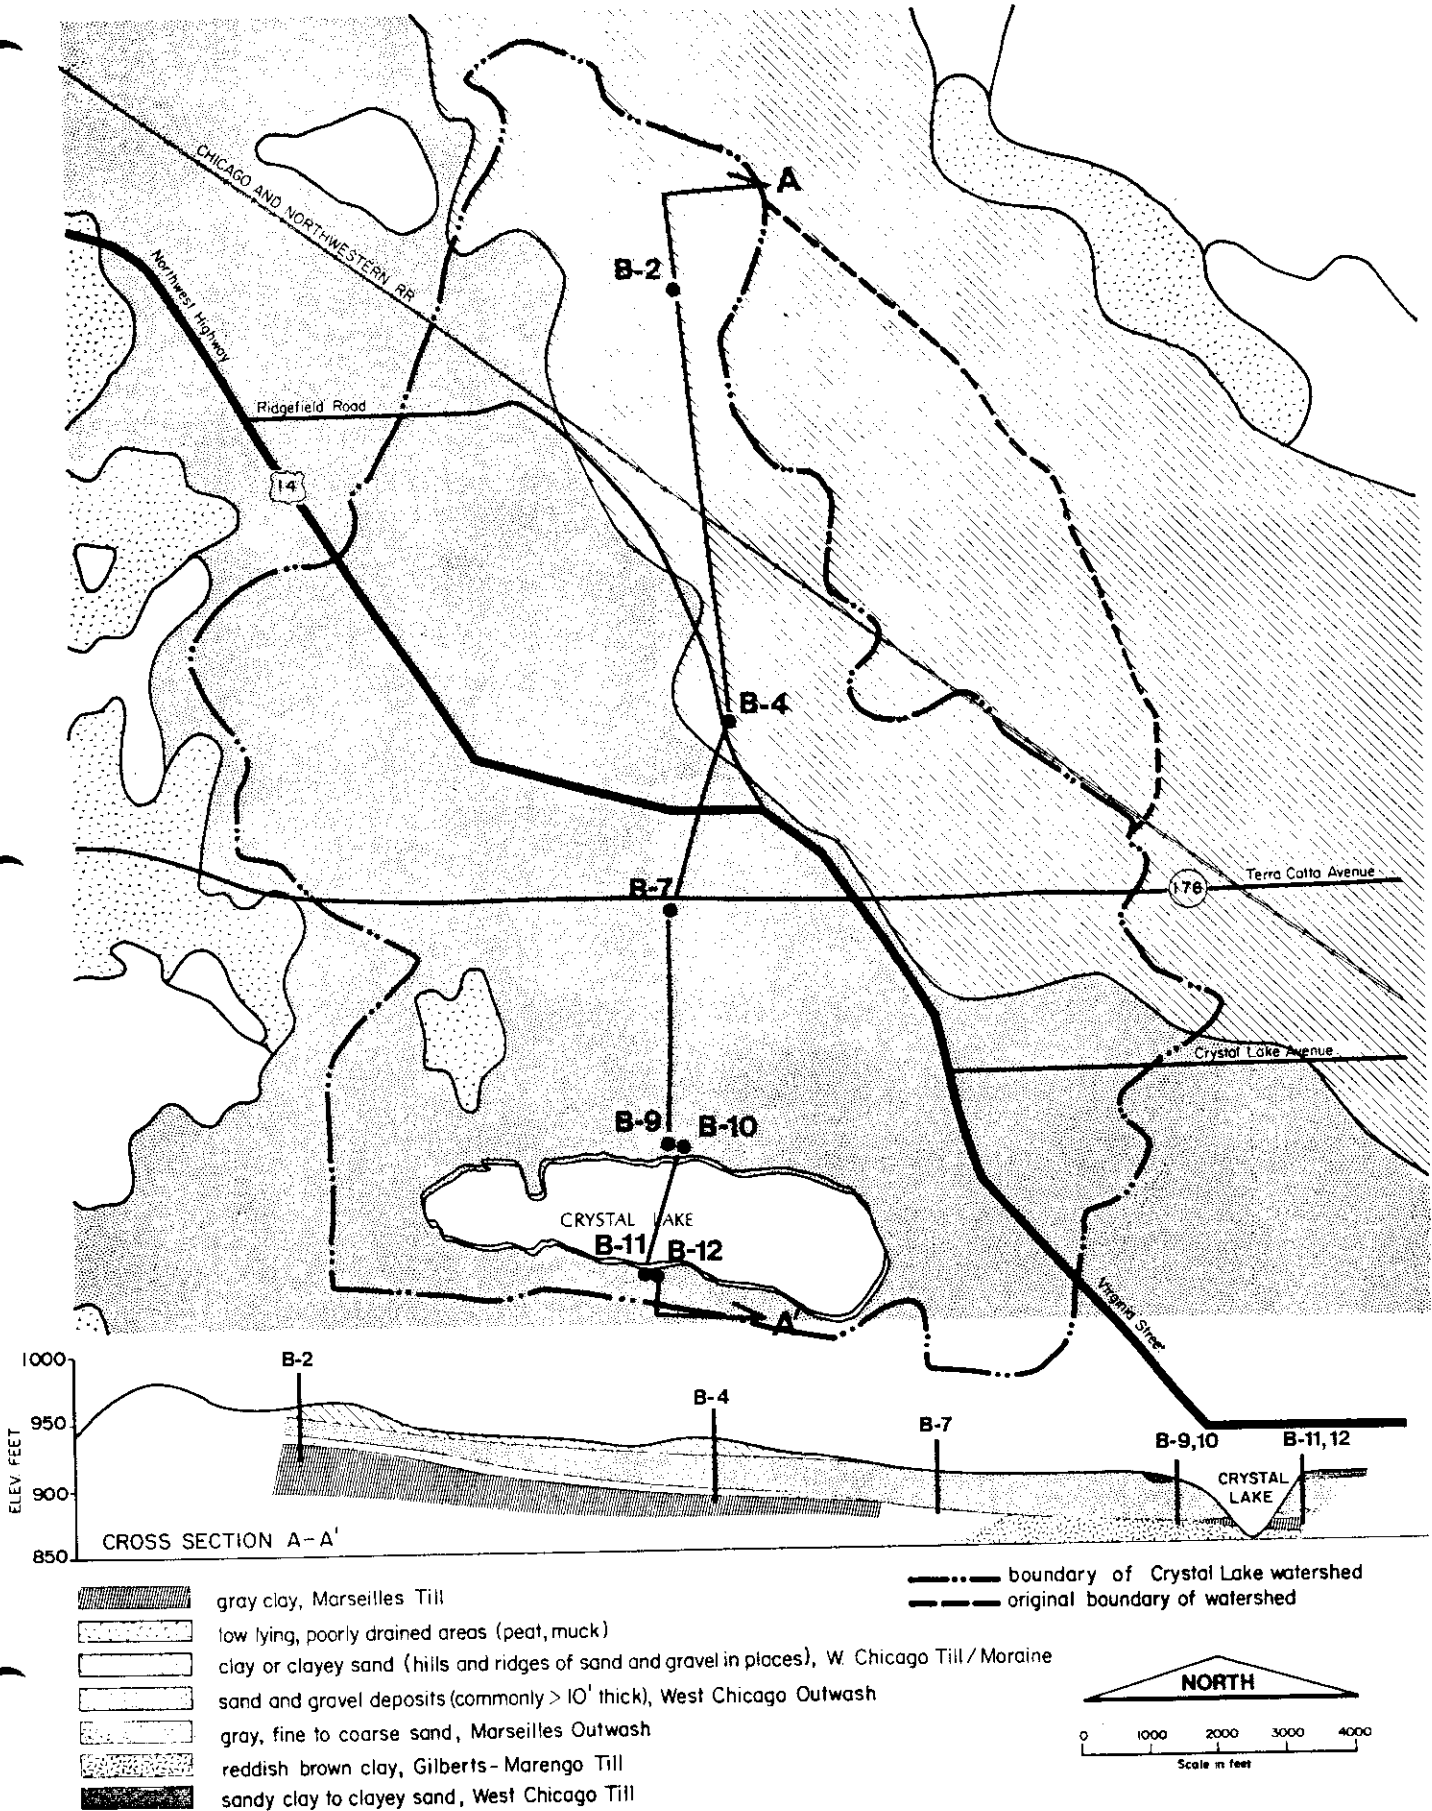 A
CHICAGO AND NORTHWESTERN RR
B-2
Northwest Highway
Ridgefield Road
14
B-4
B-7
176
Terra Cotta Avenue
Crystal Lake Avenue
B-9
B-10
CRYSTAL LAKE
B-11
B-12
A'
Virginia Street
1000
B-2
B-4
950
B-7
B-9,10
B-11,12
ELEV. FEET
900
CRYSTAL
LAKE
CROSS SECTION A-A'
850
boundary of Crystal Lake watershed
original boundary of watershed
gray clay, Marseilles Till
low lying, poorly drained areas (peat, muck)
clay or clayey sand (hills and ridges of sand and gravel in places), W. Chicago Till/Moraine
sand and gravel deposits (commonly > 10' thick), West Chicago Outwash
gray, fine to coarse sand, Marseilles Outwash
reddish brown clay, Gilberts-Marengo Till
sandy clay to clayey sand, West Chicago Till
NORTH
0 1000 2000 3000 4000
Scale in feet